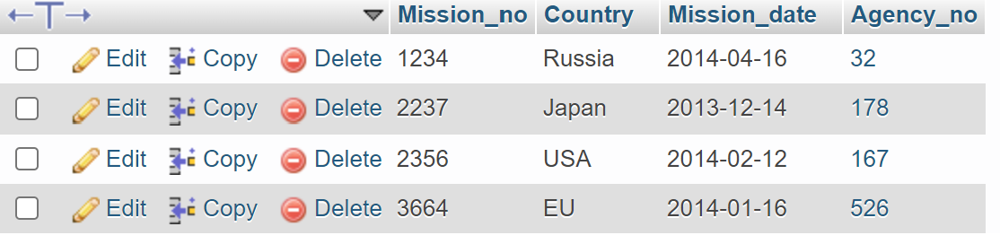 Mission_no Country Mission_date Agency_no
Edit Copy Delete 1234 Russia 2014-04-16 32
Edit Copy Delete 2237 Japan 2013-12-14 178
Edit Copy Delete 2356 USA 2014-02-12 167
Edit Copy Delete 3664 EU 2014-01-16 526